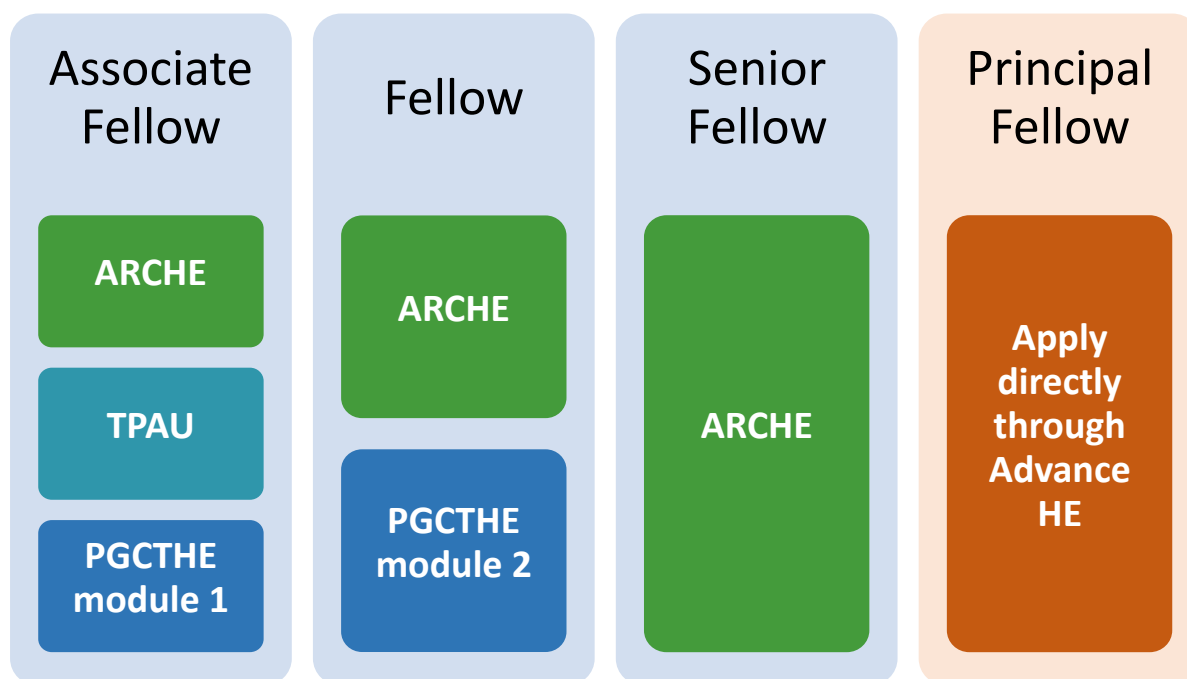 Associate
Fellow
ARCHE
TPAU
PGCTHE
module 1
Fellow
ARCHE
PGCTHE
module 2
Senior
Fellow
ARCHE
Principal
Fellow
Apply
directly
through
Advance
HE